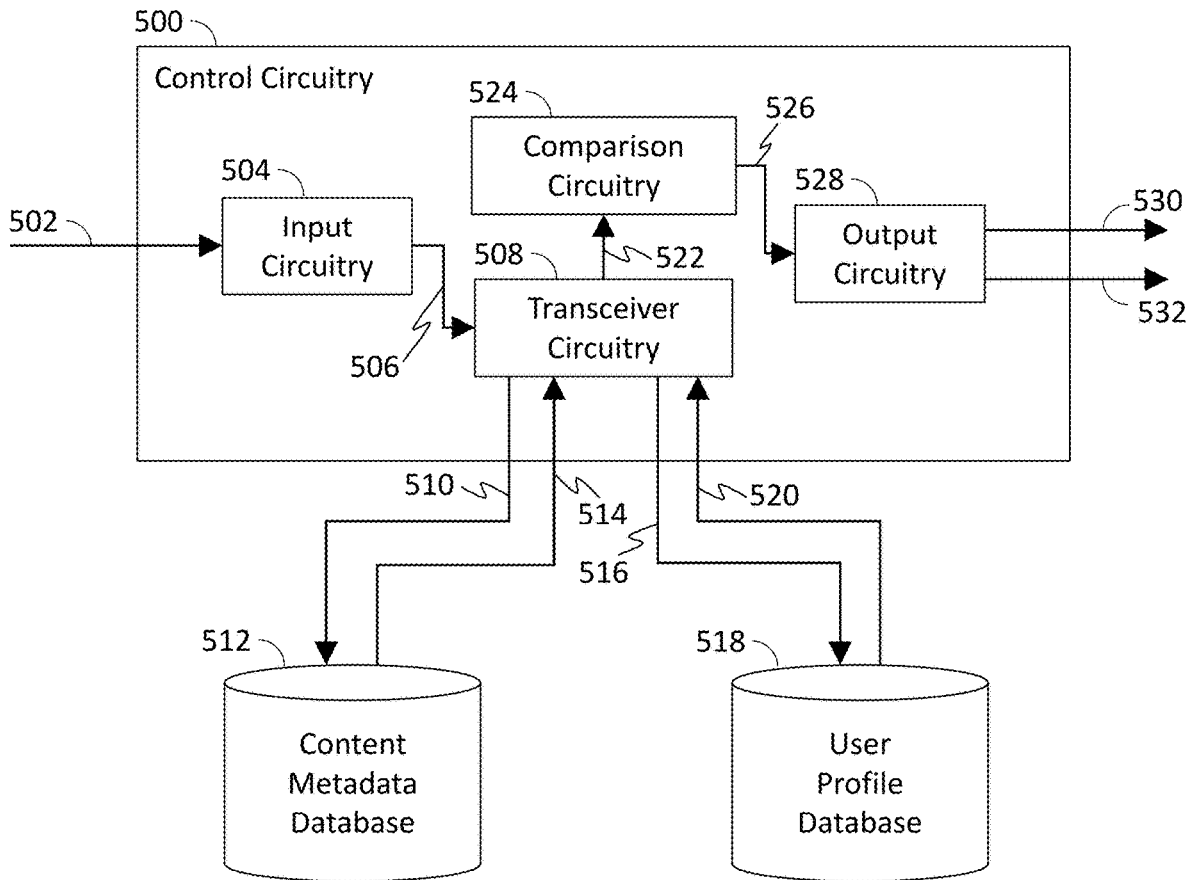 500
Control Circuitry
524
Comparison
Circuitry
526
504
Input
Circuitry
528
Output
Circuitry
502
530
532
508
522
Transceiver
Circuitry
506
510
514
516
520
512
Content
Metadata
Database
518
User
Profile
Database